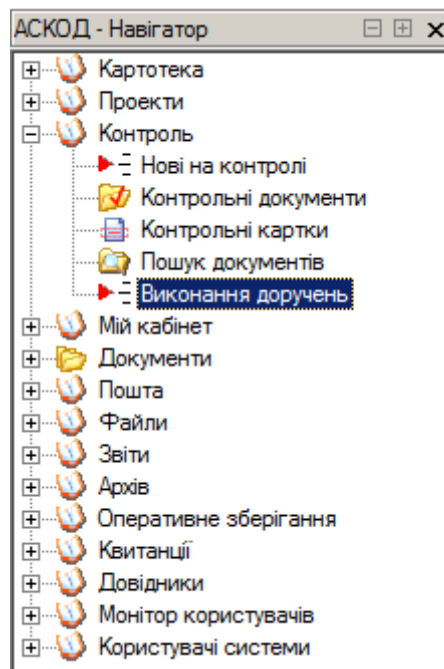 АСКОД - Навігатор
Картотека
Проекти
Контроль
Нові на контролі
Контрольні документи
Контрольні картки
Пошук документів
Виконання доручень
Мій кабінет
Документи
Пошта
Файли
Звіти
Архів
Оперативне зберігання
Квитанції
Довідники
Монітор користувачів
Користувачі системи